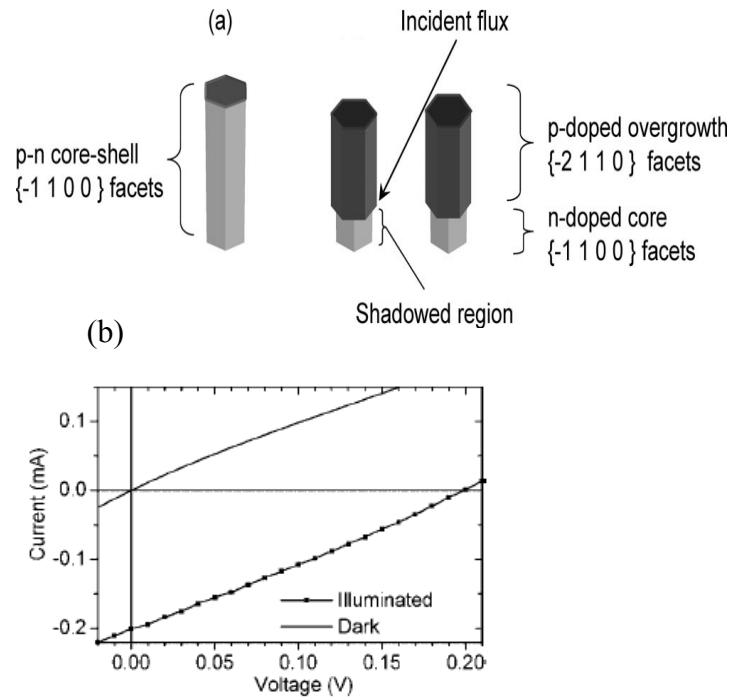 (a)
Incident flux
p-n core-shell
{-1 1 0 0} facets
p-doped overgrowth
{-2 1 1 0} facets
n-doped core
{-1 1 0 0} facets
Shadowed region
(b)
Current (mA)
0.1
0.0
-0.1
-0.2
Illuminated
Dark
0.00
0.05
0.10
0.15
0.20
Voltage (V)